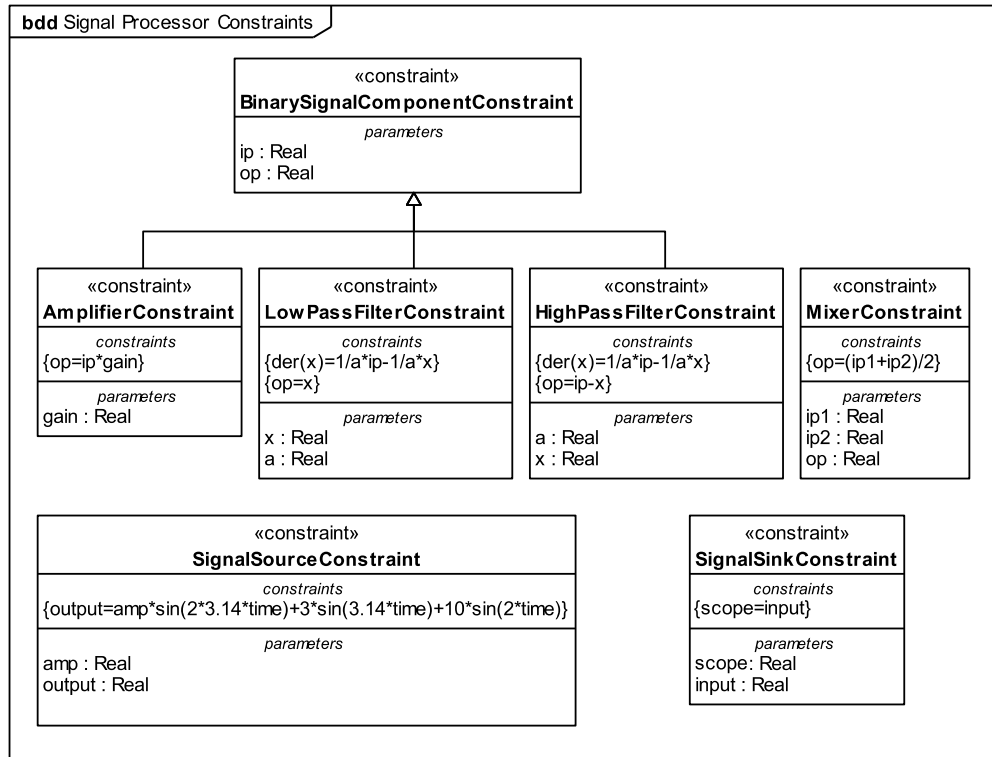 bdd Signal Processor Constraints
«constraint»
BinarySignalComponentConstraint
parameters
ip : Real
op : Real
«constraint»
AmplifierConstraint
constraints
{op=ip*gain}
parameters
gain : Real
«constraint»
LowPassFilterConstraint
constraints
{der(x)=1/a*ip-1/a*x}
{op=x}
parameters
x : Real
a : Real
«constraint»
HighPassFilterConstraint
constraints
{der(x)=1/a*ip-1/a*x}
{op=ip-x}
parameters
a : Real
x : Real
«constraint»
MixerConstraint
constraints
{op=(ip1+ip2)/2}
parameters
ip1 : Real
ip2 : Real
op : Real
«constraint»
SignalSourceConstraint
constraints
{output=amp*sin(2*3.14*time)+3*sin(3.14*time)+10*sin(2*time)}
parameters
amp : Real
output : Real
«constraint»
SignalSinkConstraint
constraints
{scope=input}
parameters
scope: Real
input : Real